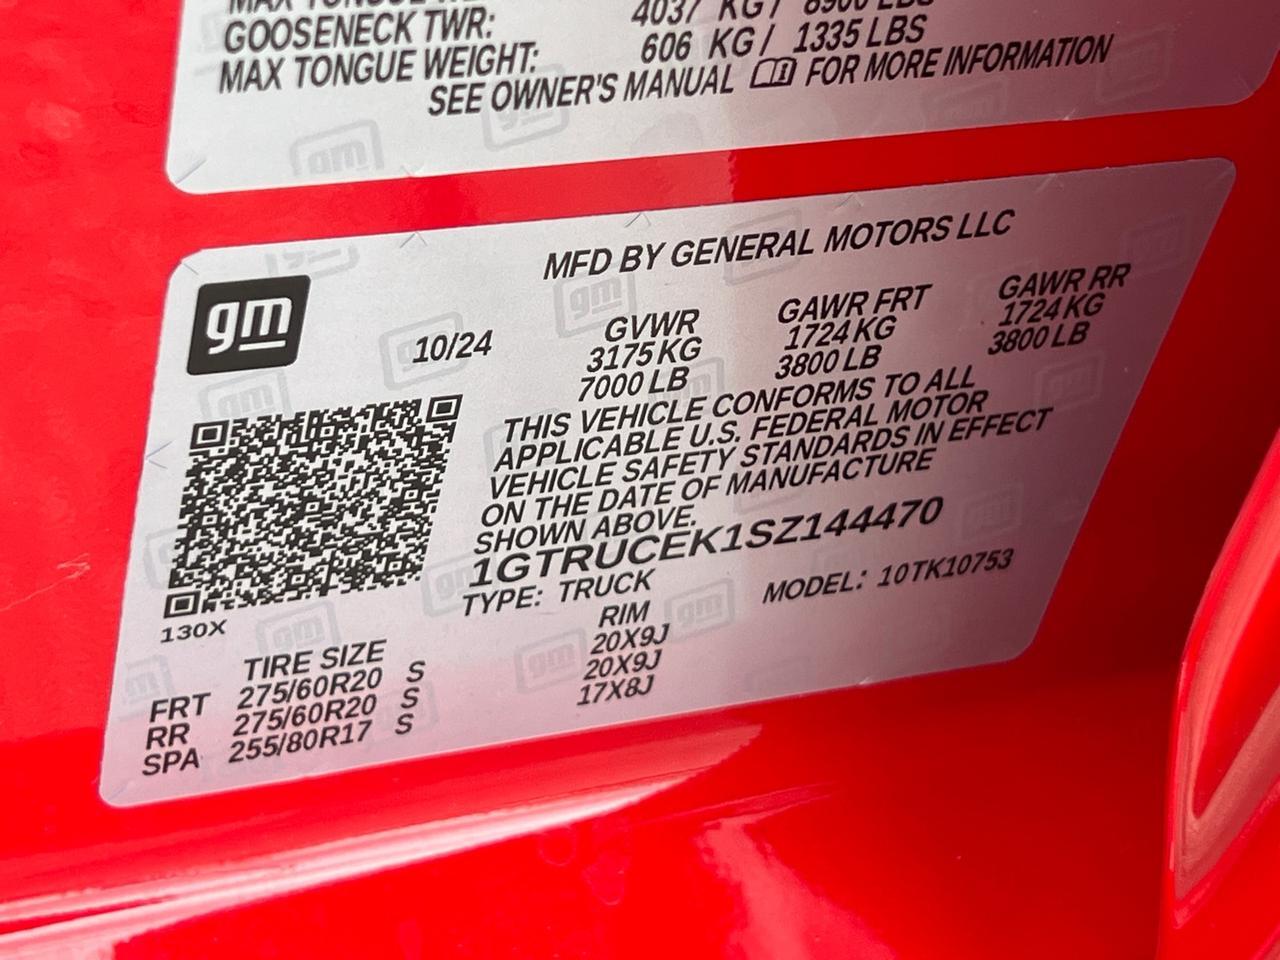 GOOSENECK TWR: 4037 KG / 8900 LBS
MAX TONGUE WEIGHT: 606 KG / 1335 LBS
SEE OWNER'S MANUAL FOR MORE INFORMATION
MFD BY GENERAL MOTORS LLC
gm
10/24
GVWR GAWR FRT GAWR RR
3175 KG 1724 KG 1724 KG
7000 LB 3800 LB 3800 LB
THIS VEHICLE CONFORMS TO ALL
APPLICABLE U.S. FEDERAL MOTOR
VEHICLE SAFETY STANDARDS IN EFFECT
ON THE DATE OF MANUFACTURE
SHOWN ABOVE.
1GTRUCEK1SZ144470
TYPE: TRUCK MODEL: 10TK10753
130X
TIRE SIZE RIM
FRT 275/60R20 S 20X9J
RR 275/60R20 S 20X9J
SPA 255/80R17 S 17X8J